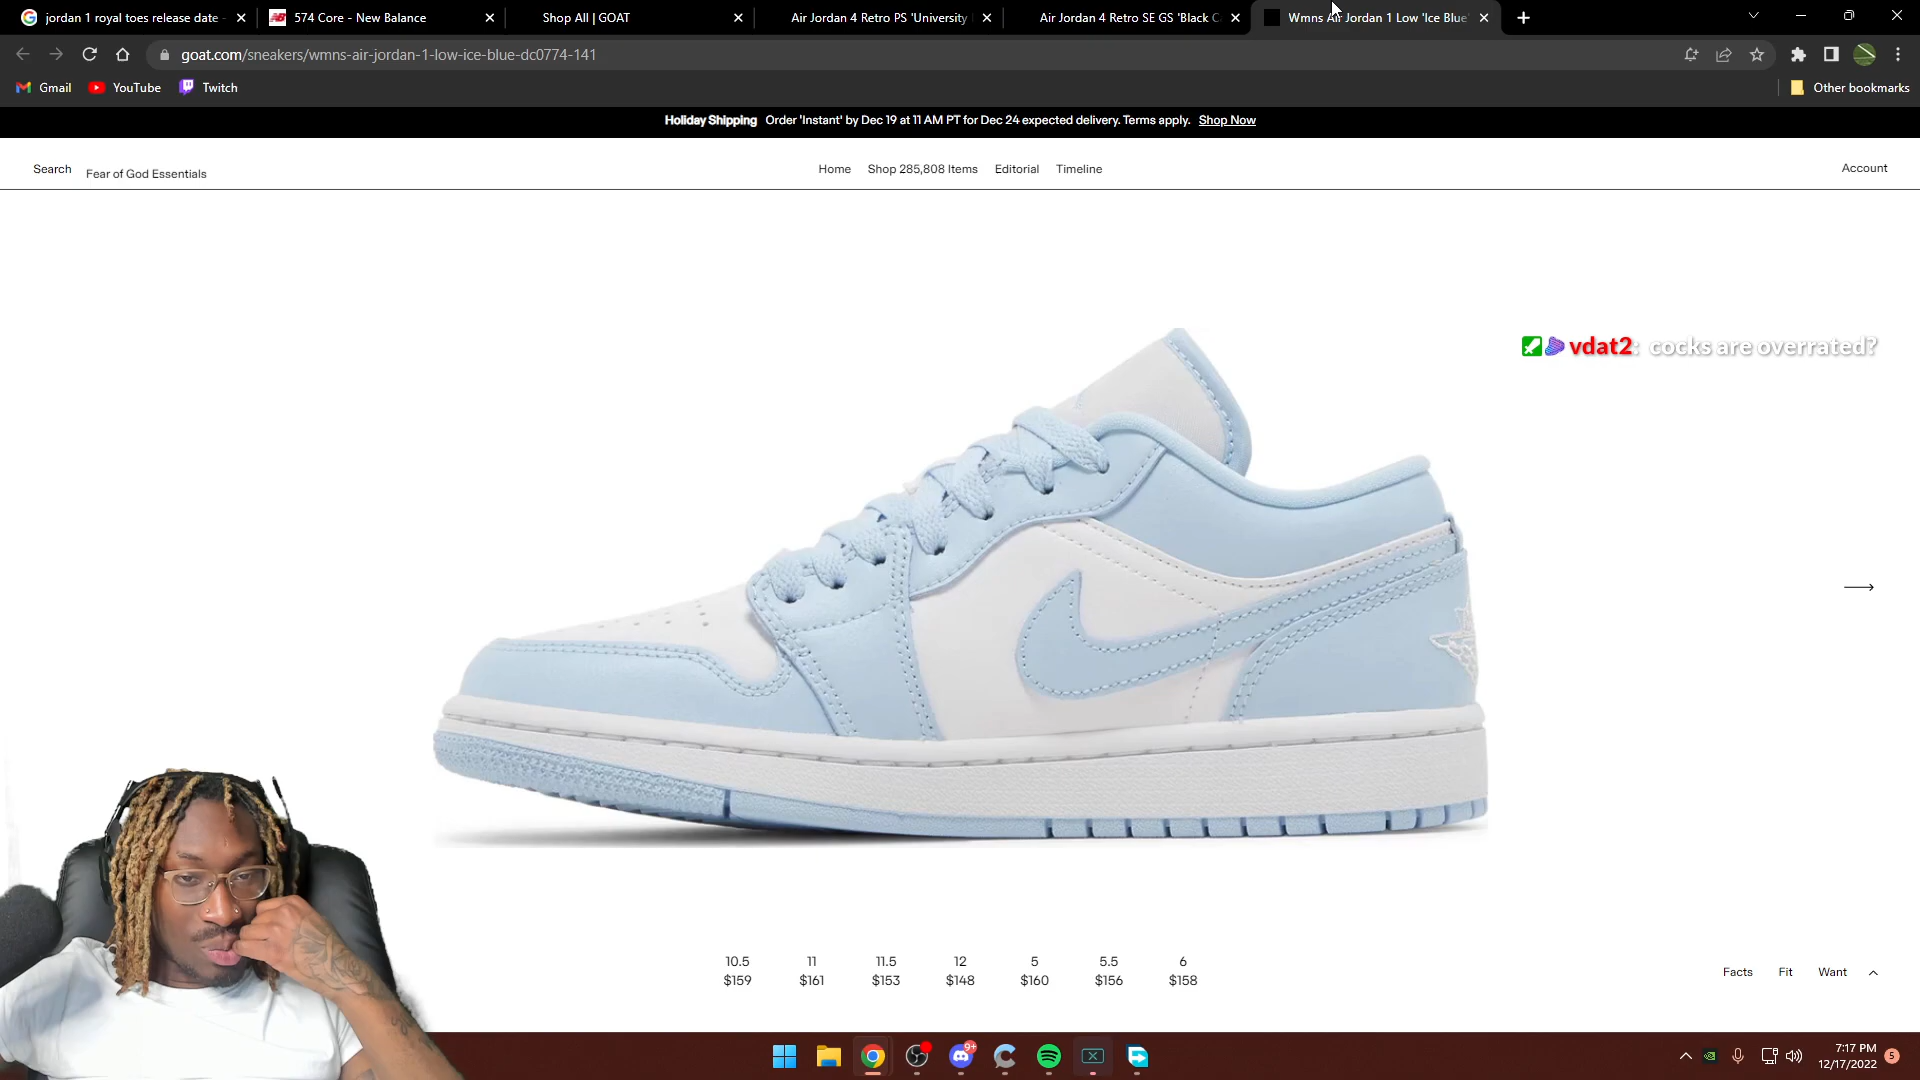 jordan 1 royal toes release date
574 Core - New Balance
Shop All | GOAT
Air Jordan 4 Retro PS 'University
Air Jordan 4 Retro SE GS 'Black C
Wmns Air Jordan 1 Low 'Ice Blue'
goat.com/sneakers/wmns-air-jordan-1-low-ice-blue-dc0774-141
Gmail
YouTube
Twitch
Other bookmarks
Holiday Shipping Order 'Instant' by Dec 19 at 11 AM PT for Dec 24 expected delivery. Terms apply. Shop Now
Search Fear of God Essentials
Home Shop 285,808 Items Editorial Timeline
Account
vdat2: cocks are overrated?
10.5 11 11.5 12 5 5.5 6
$159 $161 $153 $148 $160 $156 $158
Facts Fit Want
9+
7:17 PM
12/17/2022
5